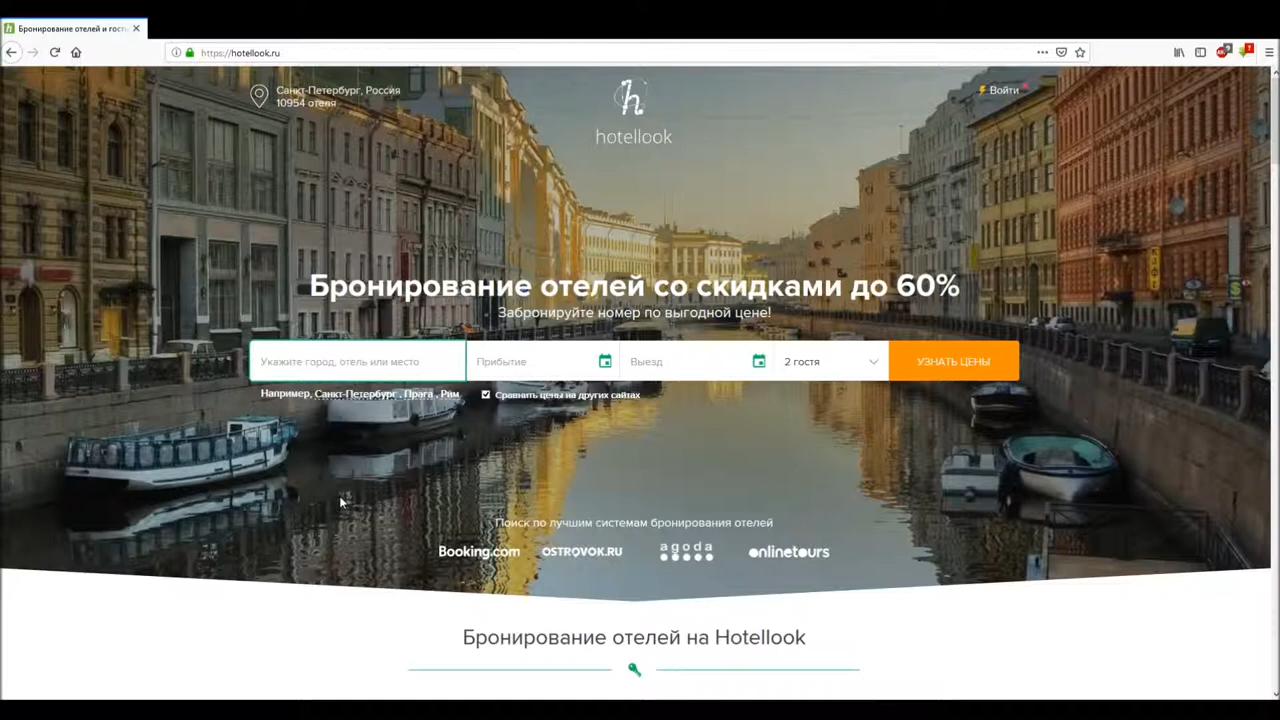 Бронирование отелей и гости
https://hotellook.ru
Санкт-Петербург, Россия
10954 отеля
Войти
h
hotellook
Бронирование отелей со скидками до 60%
Забронируйте номер по выгодной цене!
Укажите город, отель или место
Прибытие
Выезд
2 гостя
УЗНАТЬ ЦЕНЫ
Например, Санкт-Петербург, Прага, Рим
Сравнить цены на других сайтах
Поиск по лучшим системам бронирования отелей
Booking.com OSTROVOK.RU agoda onlinetours
Бронирование отелей на Hotellook